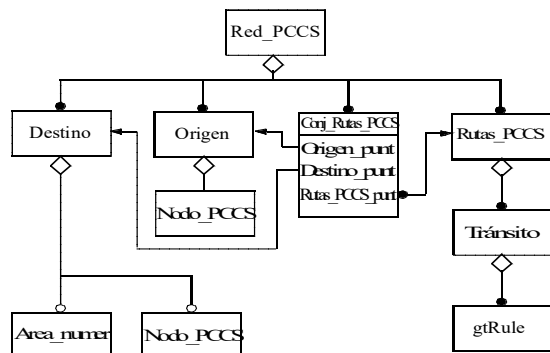 Red_PCCS
Destino
Origen
Conj_Rutas_PCCS
Origen_punt
Destino_punt
Rutas_PCCS_punt
Rutas_PCCS
Nodo_PCCS
Tránsito
Area_numer
Nodo_PCCS
gtRule